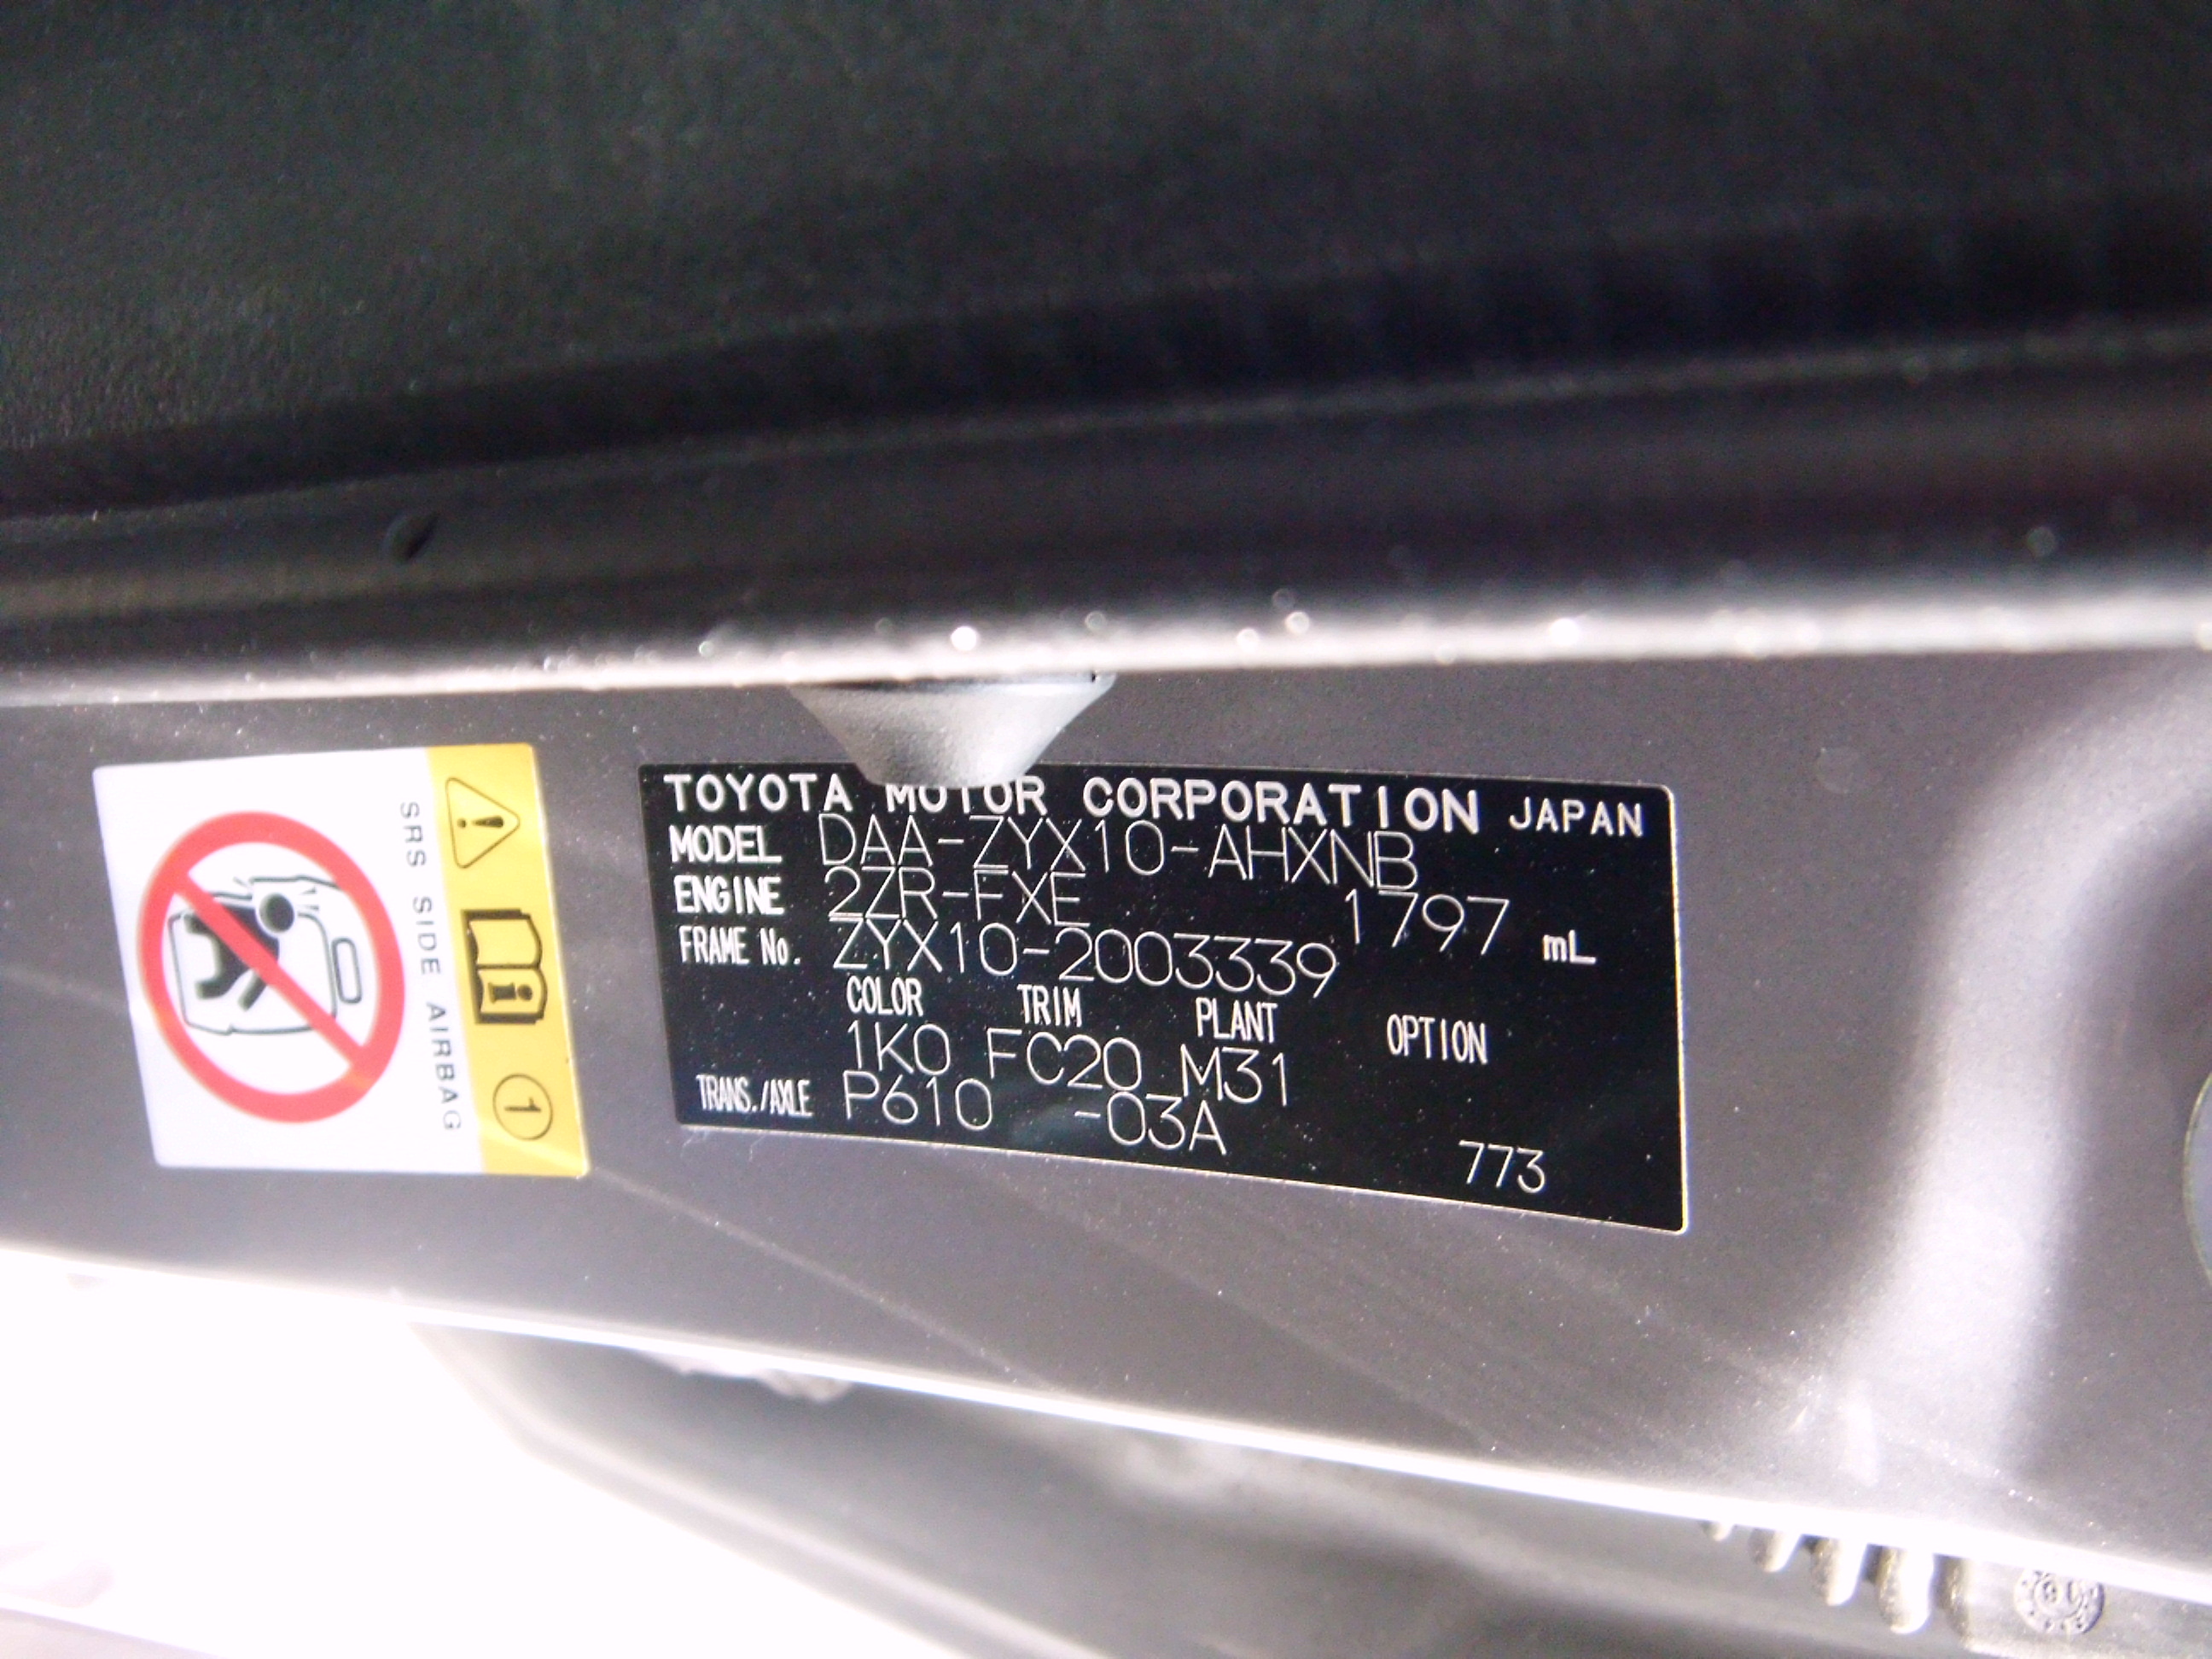 SRS SIDE AIRBAG
1
TOYOTA MOTOR CORPORATION JAPAN
MODEL DAA-ZYX10-AHXNB
ENGINE 2ZR-FXE 1797 mL
FRAME No. ZYX10-2003339
COLOR TRIM PLANT OPTION
1K0 FC20 M31
TRANS./AXLE P610 -03A
773